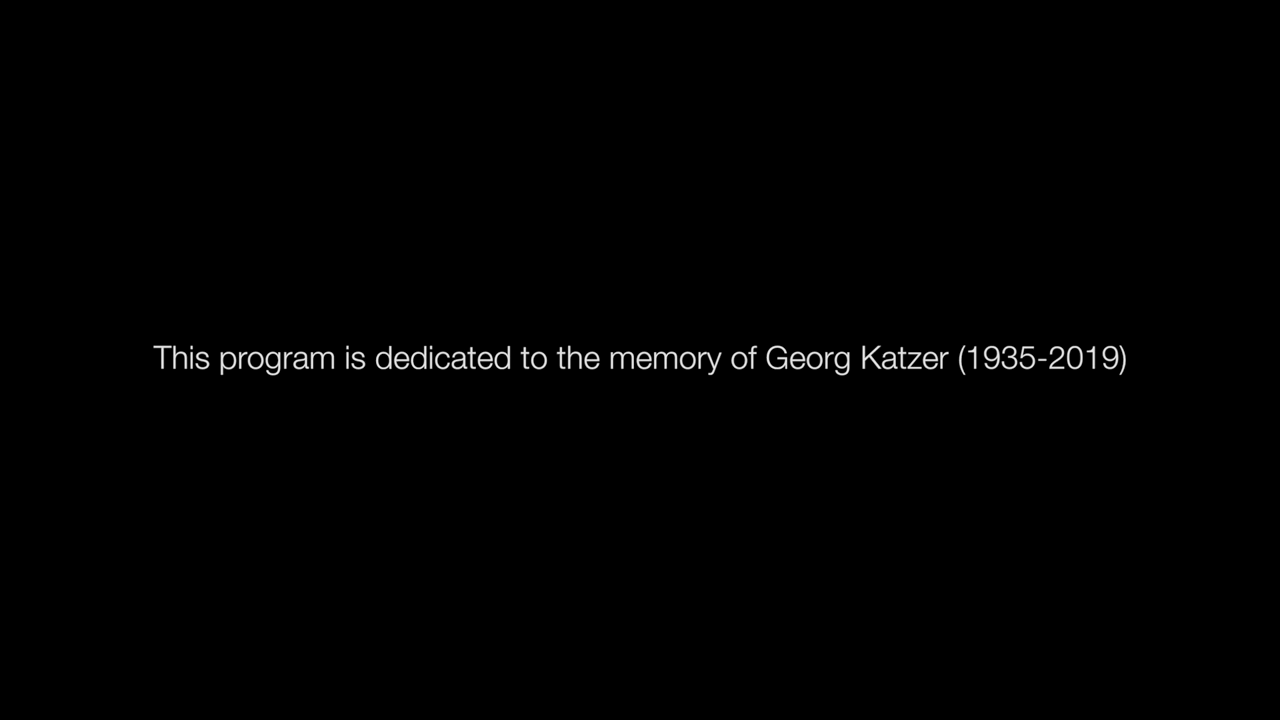 This program is dedicated to the memory of Georg Katzer (1935-2019)